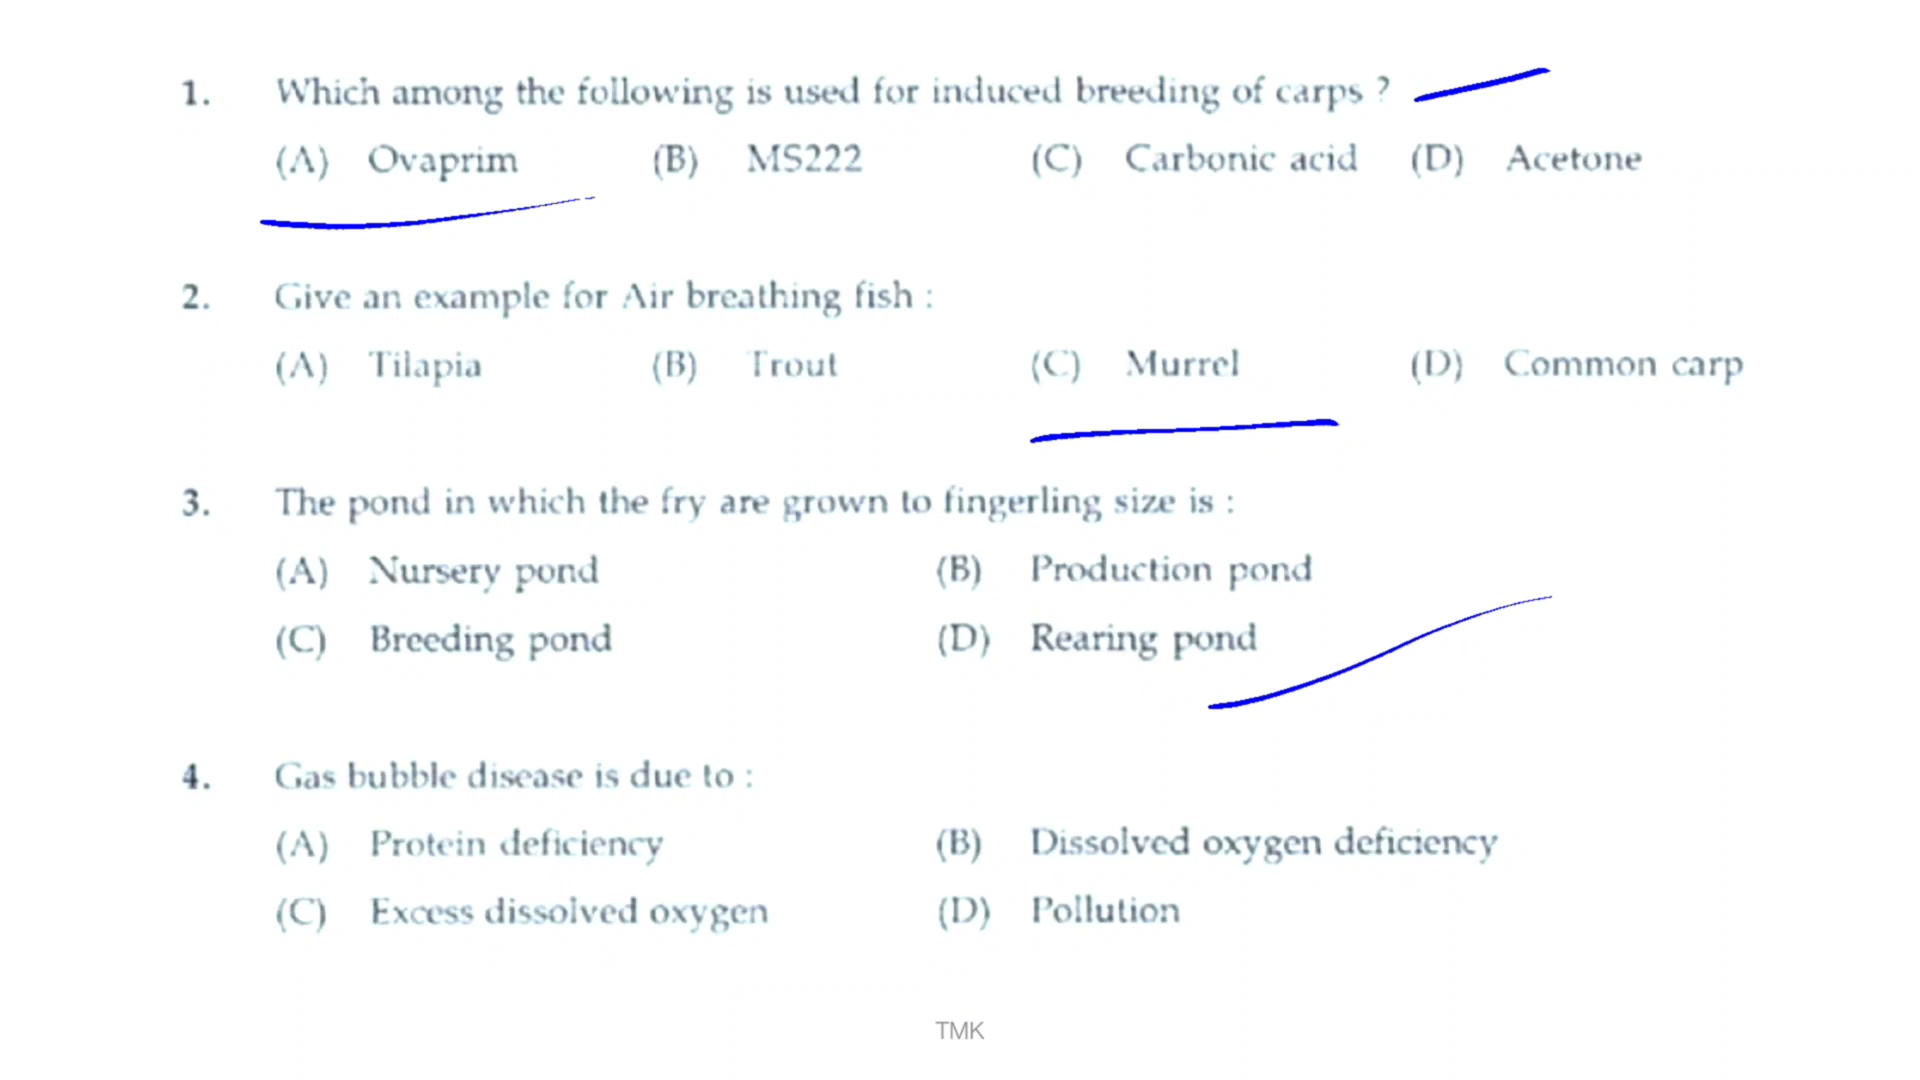 1. Which among the following is used for induced breeding of carps ?
(A) Ovaprim (B) MS222 (C) Carbonic acid (D) Acetone
2. Give an example for Air breathing fish :
(A) Tilapia (B) Trout (C) Murrel (D) Common carp
3. The pond in which the fry are grown to fingerling size is :
(A) Nursery pond (B) Production pond
(C) Breeding pond (D) Rearing pond
4. Gas bubble disease is due to :
(A) Protein deficiency (B) Dissolved oxygen deficiency
(C) Excess dissolved oxygen (D) Pollution
TMK